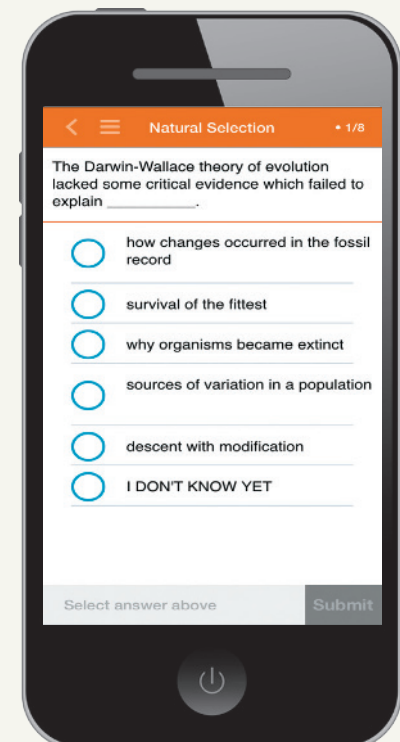 Natural Selection • 1/8
The Darwin-Wallace theory of evolution
lacked some critical evidence which failed to
explain ___________.
how changes occurred in the fossil
record
survival of the fittest
why organisms became extinct
sources of variation in a population
descent with modification
I DON'T KNOW YET
Select answer above Submit